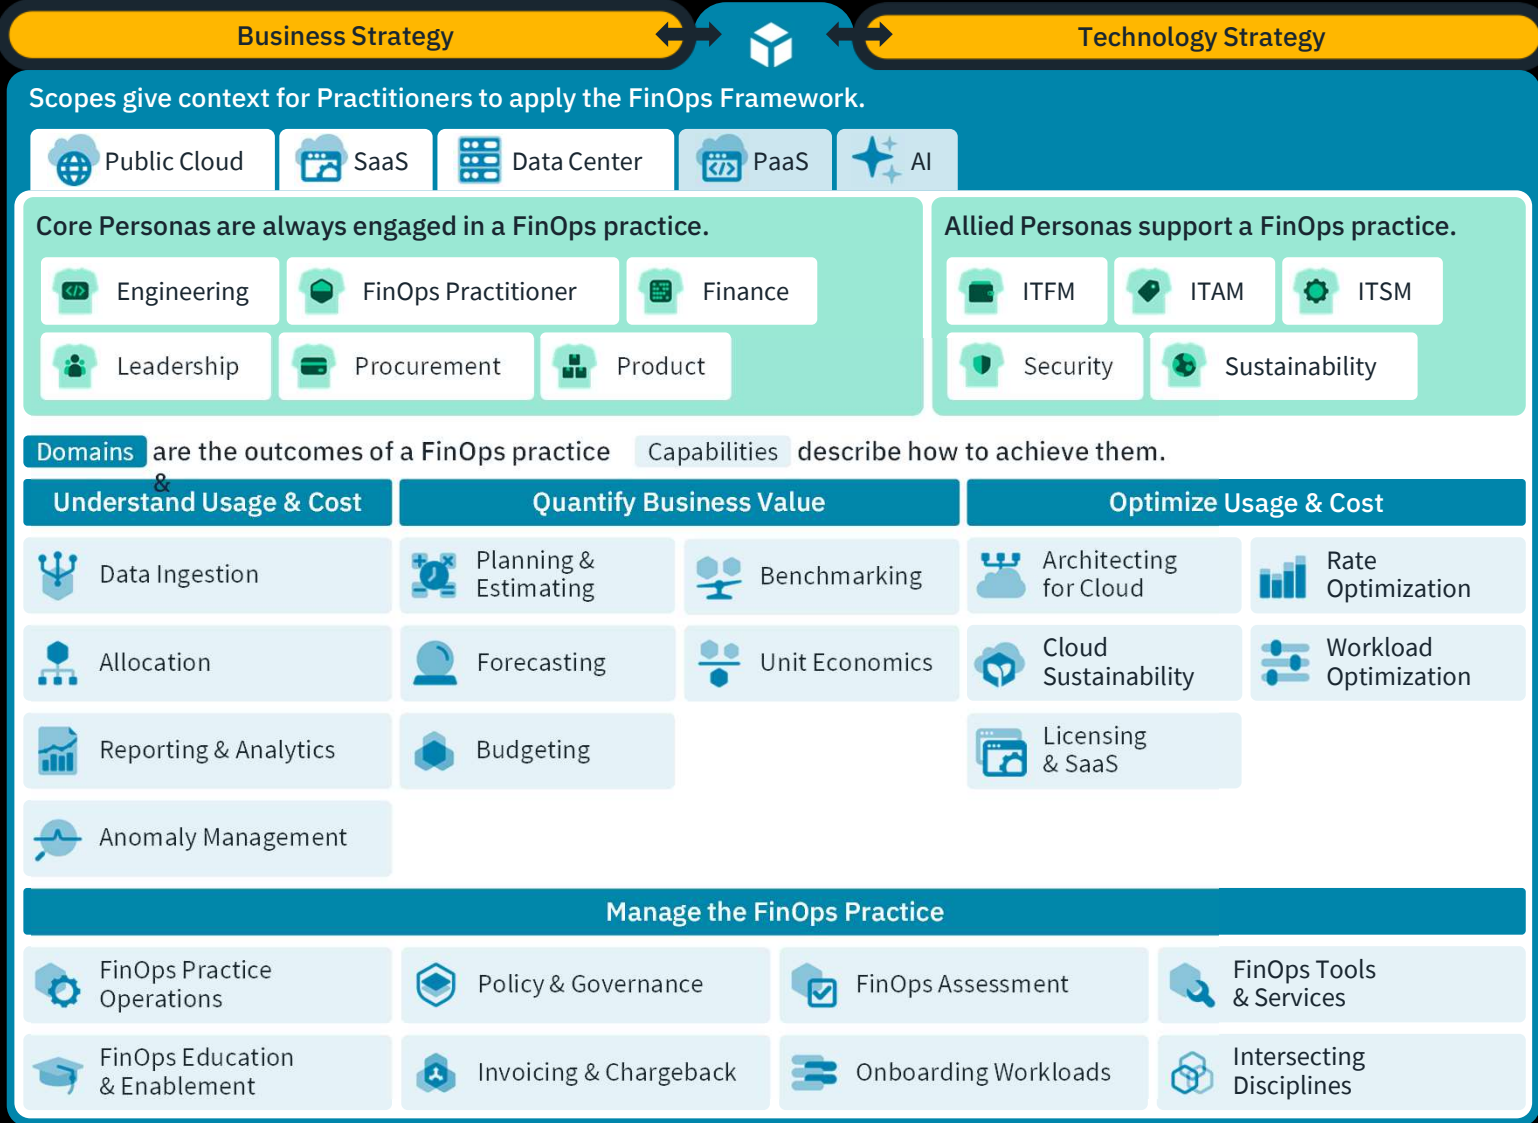 Business Strategy
Technology Strategy
Scopes give context for Practitioners to apply the FinOps Framework.
Public Cloud
SaaS
Data Center
PaaS
AI
Core Personas are always engaged in a FinOps practice.
Engineering
FinOps Practitioner
Finance
Leadership
Procurement
Product
Allied Personas support a FinOps practice.
ITFM
ITAM
ITSM
Security
Sustainability
Domains are the outcomes of a FinOps practice Capabilities describe how to achieve them.
&
Understand Usage & Cost
Data Ingestion
Allocation
Reporting & Analytics
Anomaly Management
Quantify Business Value
Planning &
Estimating
Benchmarking
Forecasting
Unit Economics
Budgeting
Optimize Usage & Cost
Architecting
for Cloud
Rate
Optimization
Cloud
Sustainability
Workload
Optimization
Licensing
& SaaS
Manage the FinOps Practice
FinOps Practice
Operations
Policy & Governance
FinOps Assessment
FinOps Tools
& Services
FinOps Education
& Enablement
Invoicing & Chargeback
Onboarding Workloads
Intersecting
Disciplines